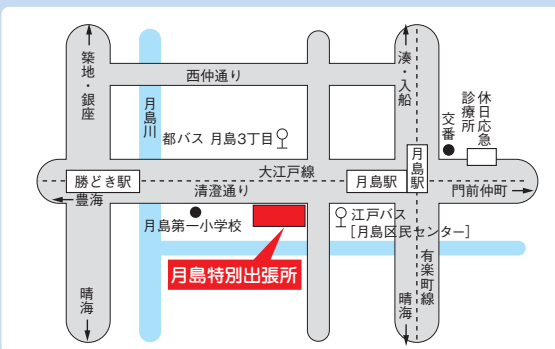 築地・銀座
月島川
西仲通り
湊・入船
休日応急
診療所
交番
都バス 月島3丁目
大江戸線
勝どき駅
月島駅
月島駅
清澄通り
門前仲町
豊海
月島第一小学校
江戸バス
[月島区民センター]
月島特別出張所
有楽町線
晴海
晴海